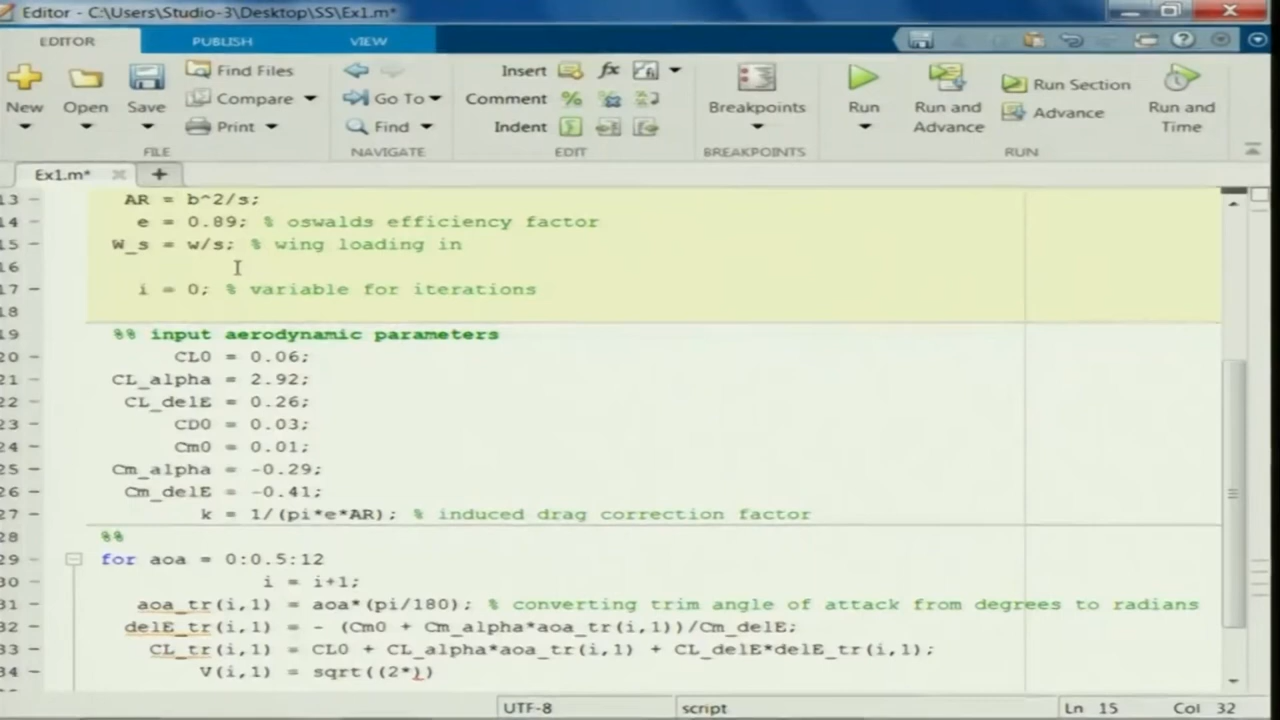 Editor - C:\Users\Studio-3\Desktop\SS\Ex1.m*
EDITOR PUBLISH VIEW
New Open Save Find Files Compare Print
FILE
Go To Find
NAVIGATE
Insert fx
Comment
Indent
EDIT
Breakpoints
BREAKPOINTS
Run Run and Advance Run Section Advance Run and Time
RUN
Ex1.m*
13 - AR = b^2/s;
14 - e = 0.89; % oswalds efficiency factor
15 - W_s = w/s; % wing loading in
16
17 - i = 0; % variable for iterations
18
19 %% input aerodynamic parameters
20 - CL0 = 0.06;
21 - CL_alpha = 2.92;
22 - CL_delE = 0.26;
23 - CD0 = 0.03;
24 - Cm0 = 0.01;
25 - Cm_alpha = -0.29;
26 - Cm_delE = -0.41;
27 - k = 1/(pi*e*AR); % induced drag correction factor
28 %%
29 - for aoa = 0:0.5:12
30 - i = i+1;
31 - aoa_tr(i,1) = aoa*(pi/180); % converting trim angle of attack from degrees to radians
32 - delE_tr(i,1) = - (Cm0 + Cm_alpha*aoa_tr(i,1))/Cm_delE;
33 - CL_tr(i,1) = CL0 + CL_alpha*aoa_tr(i,1) + CL_delE*delE_tr(i,1);
34 - V(i,1) = sqrt((2*))
UTF-8 script Ln 15 Col 32